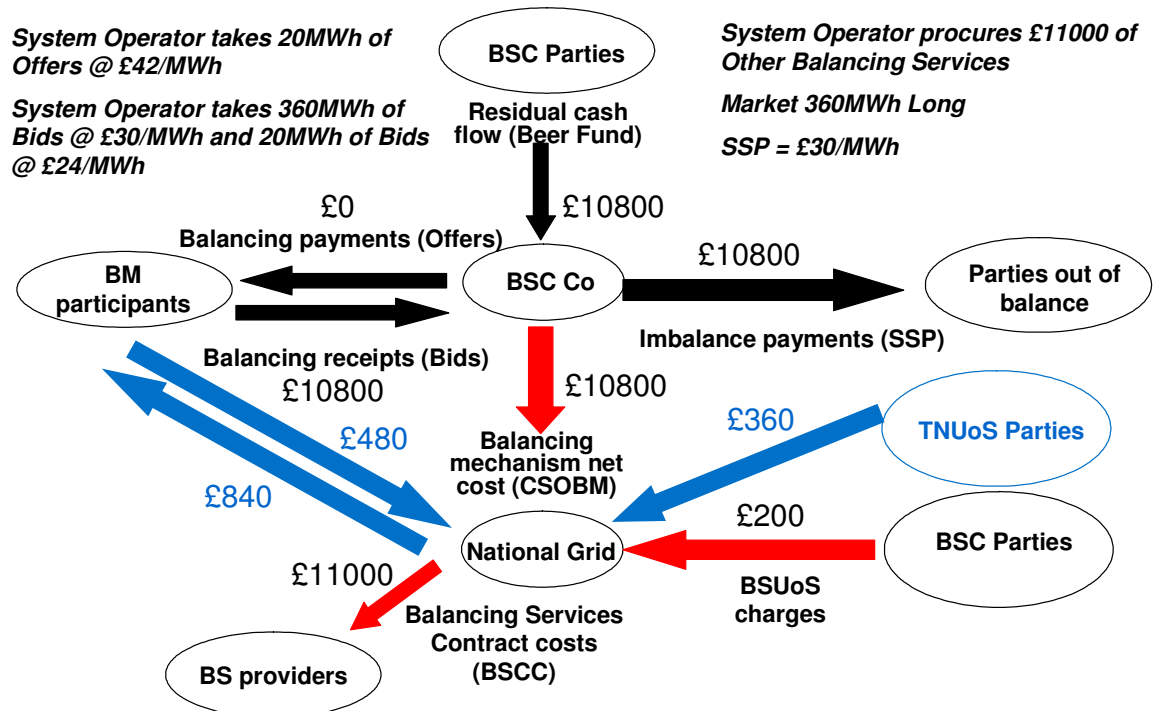 System Operator takes 20MWh of
Offers @ £42/MWh
System Operator takes 360MWh of
Bids @ £30/MWh and 20MWh of Bids
@ £24/MWh
BSC Parties
Residual cash
flow (Beer Fund)
System Operator procures £11000 of
Other Balancing Services
Market 360MWh Long
SSP = £30/MWh
£0
£10800
Balancing payments (Offers)
£10800
BM
participants
BSC Co
Parties out of
balance
Balancing receipts (Bids)
£10800
Imbalance payments (SSP)
£10800
£480
£840
Balancing
mechanism net
cost (CSOBM)
£360
TNUoS Parties
£200
National Grid
BSC Parties
£11000
BSUoS
charges
Balancing Services
Contract costs
(BSCC)
BS providers